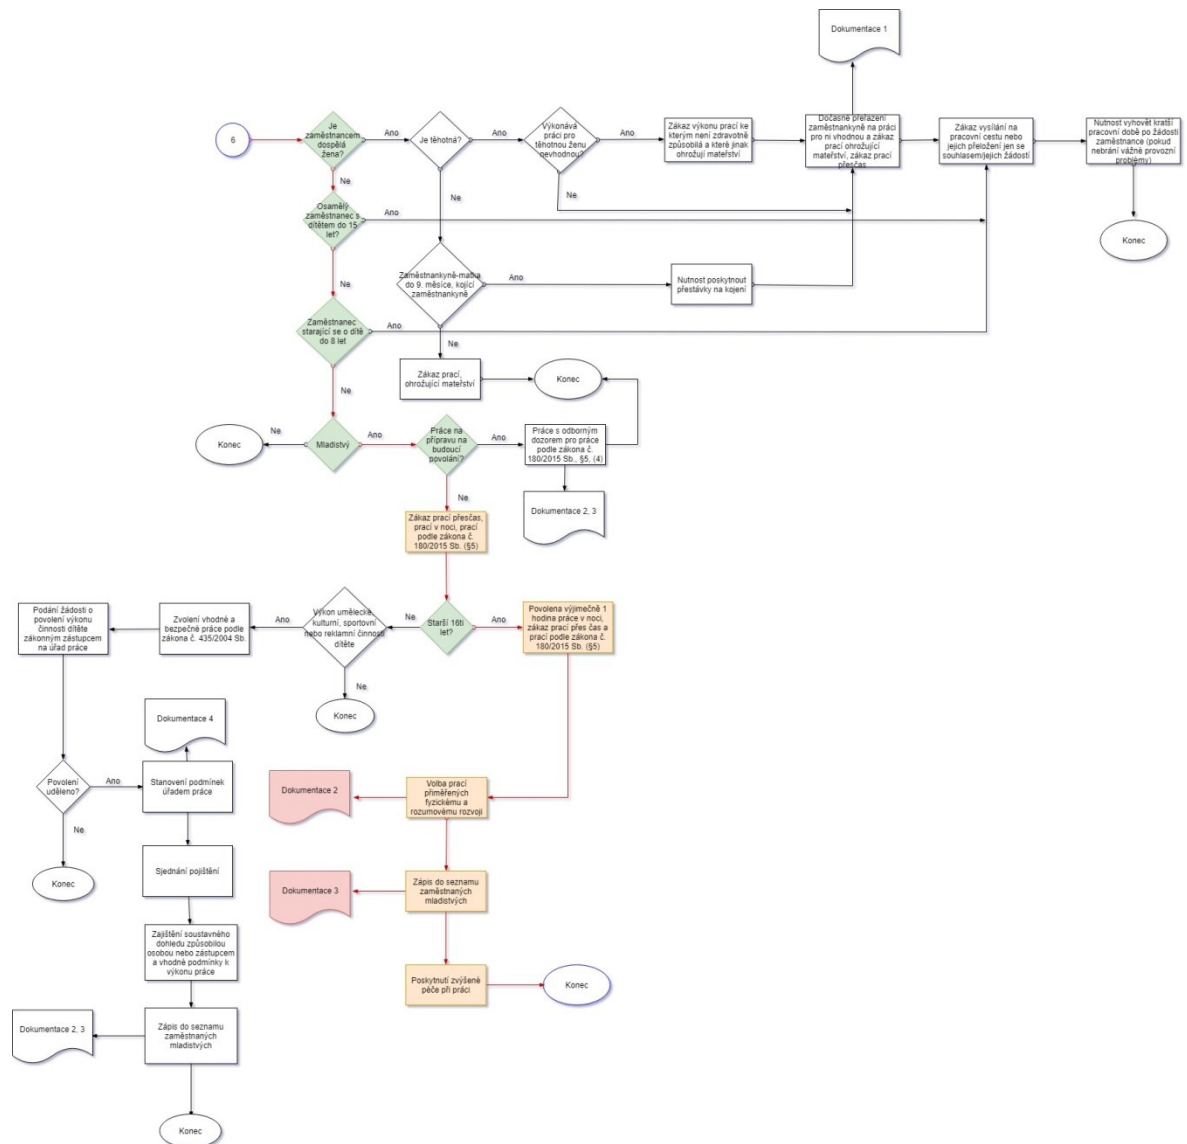 Dokumentace 1
6
Je
zaměstnancem
dospělá
žena?
Ano
Je těhotná?
Ano
Výkonává
práci pro
těhotnou ženu
nevhodnou?
Ano
Zákaz výkonu prací ke
kterým není zdravotně
způsobilá a které jinak
ohrožují mateřství
Dočasné přeřazení
zaměstnankyně na práci
pro ni vhodnou a zákaz
prací ohrožující
mateřství, zákaz prací
přesčas
Zákaz vysílání na
pracovní cestu nebo
jejich přeložení jen se
souhlasem/jejich žádostí
Nutnost vyhovět kratší
pracovní době po žádosti
zaměstnance (pokud
nebrání vážné provozní
problémy)
Ne
Ne
Ne
Osamělý
zaměstnanec s
dítětem do 15
let?
Ano
Konec
Ne
Zaměstnankyně-matka
do 9. měsíce, kojící
zaměstnankyně
Ano
Nutnost poskytnout
přestávky na kojení
Zaměstnanec
starající se o dítě
do 8 let
Ano
Ne
Zákaz prací,
ohrožující mateřství
Konec
Ne
Konec
Ne
Mladistvý
Ano
Práce na
přípravu na
budoucí
povolání?
Ano
Práce s odborným
dozorem pro práce
podle zákona č.
180/2015 Sb., §5, (4)
Ne
Dokumentace 2, 3
Zákaz prací přesčas,
prací v noci, prací
podle zákona č.
180/2015 Sb. (§5)
Podání žádosti o
povolení výkonu
činnosti dítěte
zákonným zástupcem
na úřad práce
Zvolení vhodné a
bezpečné práce podle
zákona č. 435/2004 Sb.
Ano
Výkon umělecké,
kulturní, sportovní
nebo reklamní činnosti
dítěte
Ne
Starší 16ti
let?
Ano
Povolena výjimečně 1
hodina práce v noci,
zákaz prací přes čas a
prací podle zákona č.
180/2015 Sb. (§5)
Ne
Konec
Dokumentace 4
Povolení
uděleno?
Ano
Stanovení podmínek
úřadem práce
Dokumentace 2
Volba prací
přiměřených
fyzickému a
rozumovému rozvoji
Ne
Konec
Sjednání pojištění
Dokumentace 3
Zápis do seznamu
zaměstnaných
mladistvých
Zajištění soustavného
dohledu způsobilou
osobou nebo zástupcem
a vhodné podmínky k
výkonu práce
Poskytnutí zvýšené
péče při práci
Konec
Dokumentace 2, 3
Zápis do seznamu
zaměstnaných
mladistvých
Konec